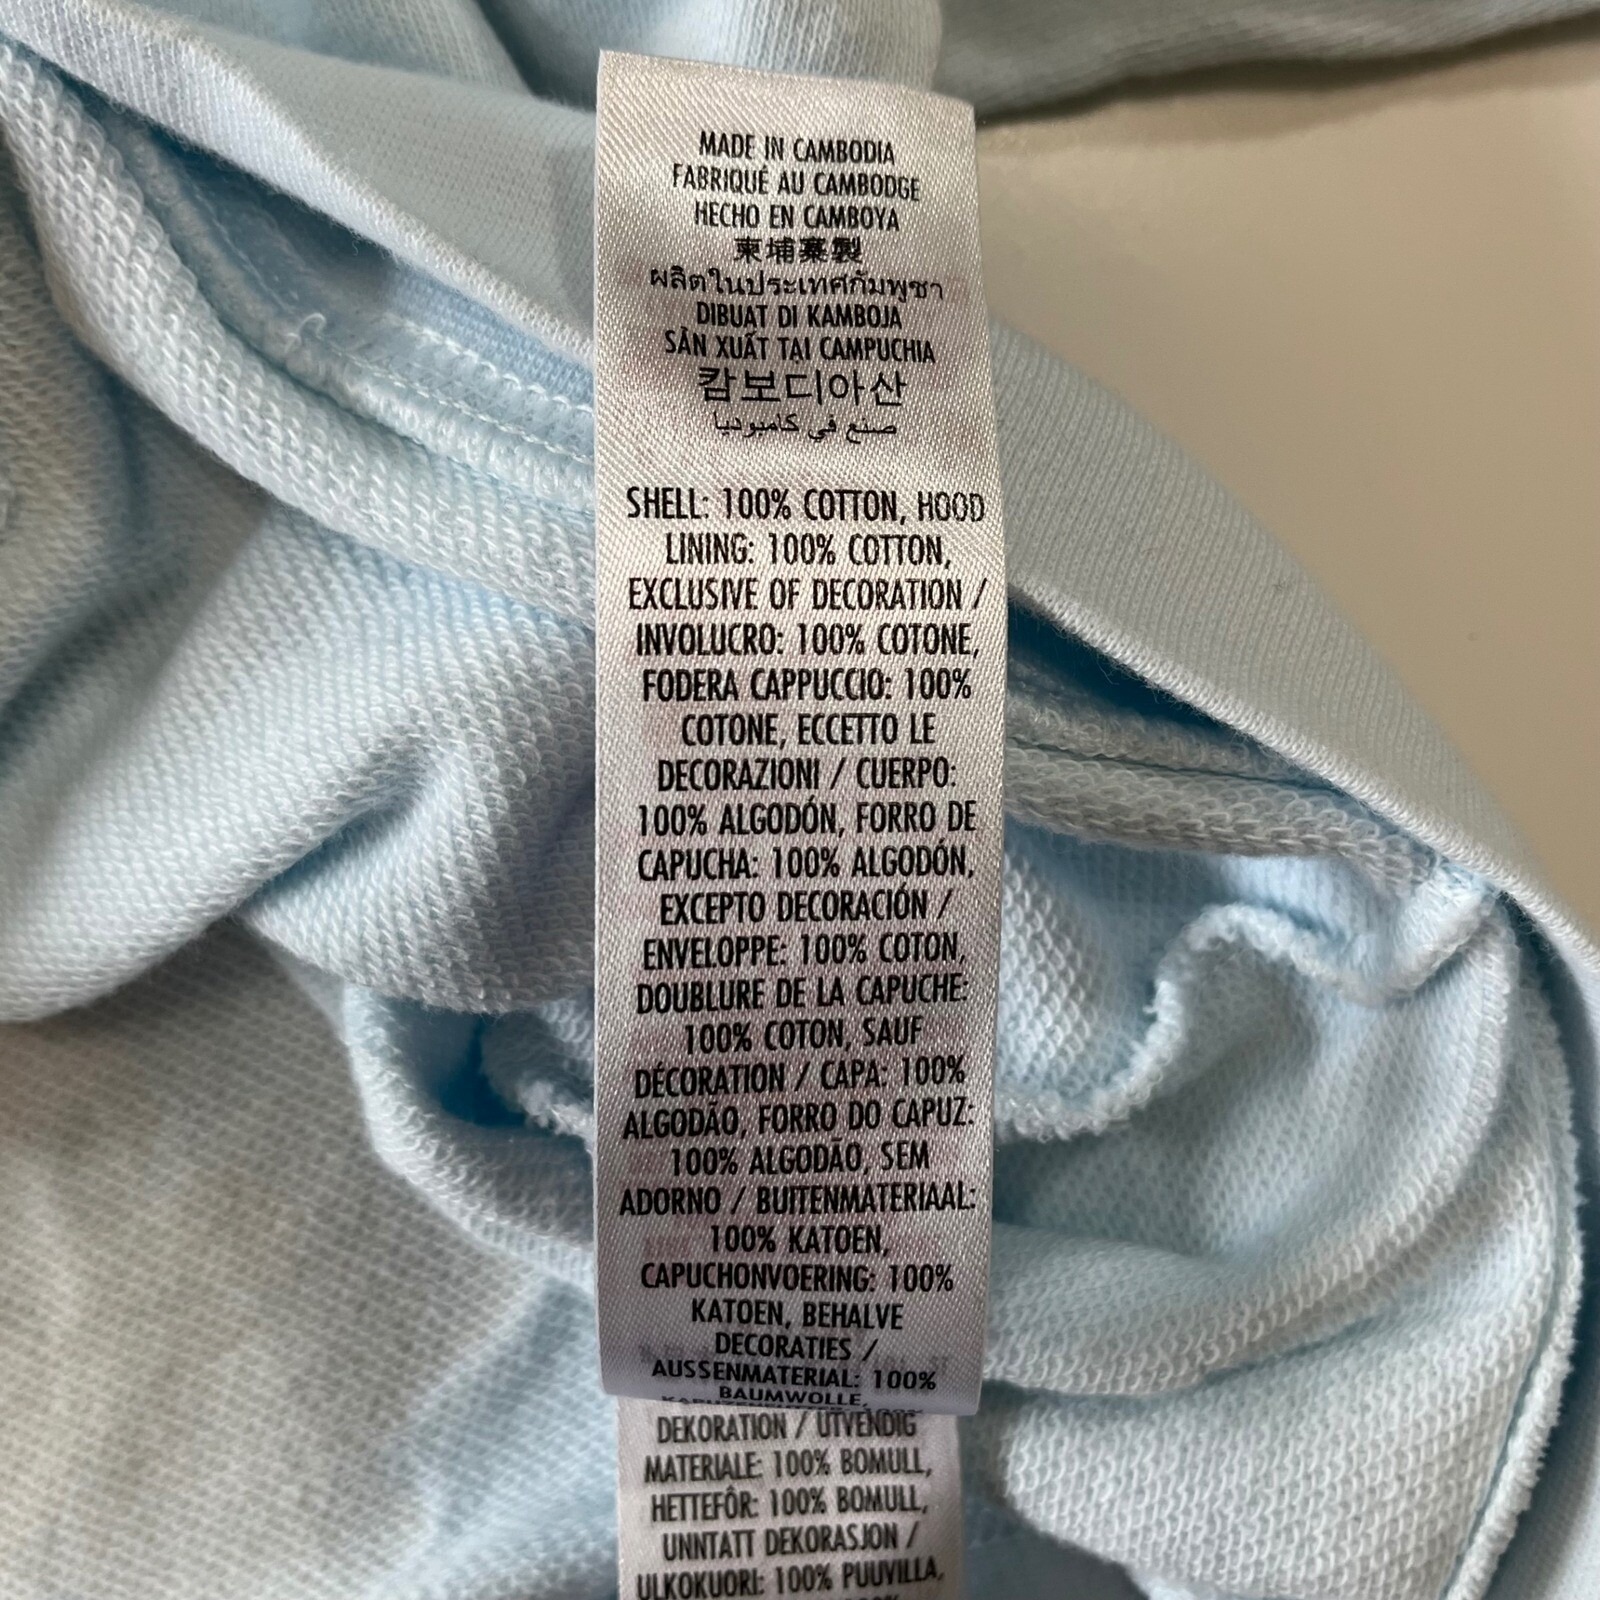 MADE IN CAMBODIA
FABRIQUÉ AU CAMBODGE
HECHO EN CAMBOYA
柬埔寨製
ผลิตในประเทศกัมพูชา
DIBUAT DI KAMBOJA
SẢN XUẤT TẠI CAMPUCHIA
캄보디아산
صنع في كامبوديا
SHELL: 100% COTTON, HOOD
LINING: 100% COTTON,
EXCLUSIVE OF DECORATION /
INVOLUCRO: 100% COTONE,
FODERA CAPPUCCIO: 100%
COTONE, ECCETTO LE
DECORAZIONI / CUERPO:
100% ALGODÓN, FORRO DE
CAPUCHA: 100% ALGODÓN,
EXCEPTO DECORACIÓN /
ENVELOPPE: 100% COTON,
DOUBLURE DE LA CAPUCHE:
100% COTON, SAUF
DÉCORATION / CAPA: 100%
ALGODÃO, FORRO DO CAPUZ:
100% ALGODÃO, SEM
ADORNO / BUITENMATERIAAL:
100% KATOEN,
CAPUCHONVOERING: 100%
KATOEN, BEHALVE
DECORATIES /
AUSSENMATERIAL: 100%
BAUMWOLLE,
DEKORATION / UTVENDIG
MATERIALE: 100% BOMULL,
HETTEFÔR: 100% BOMULL,
UNNTATT DEKORASJON /
ULKOKUORI: 100% PUUVILLA,